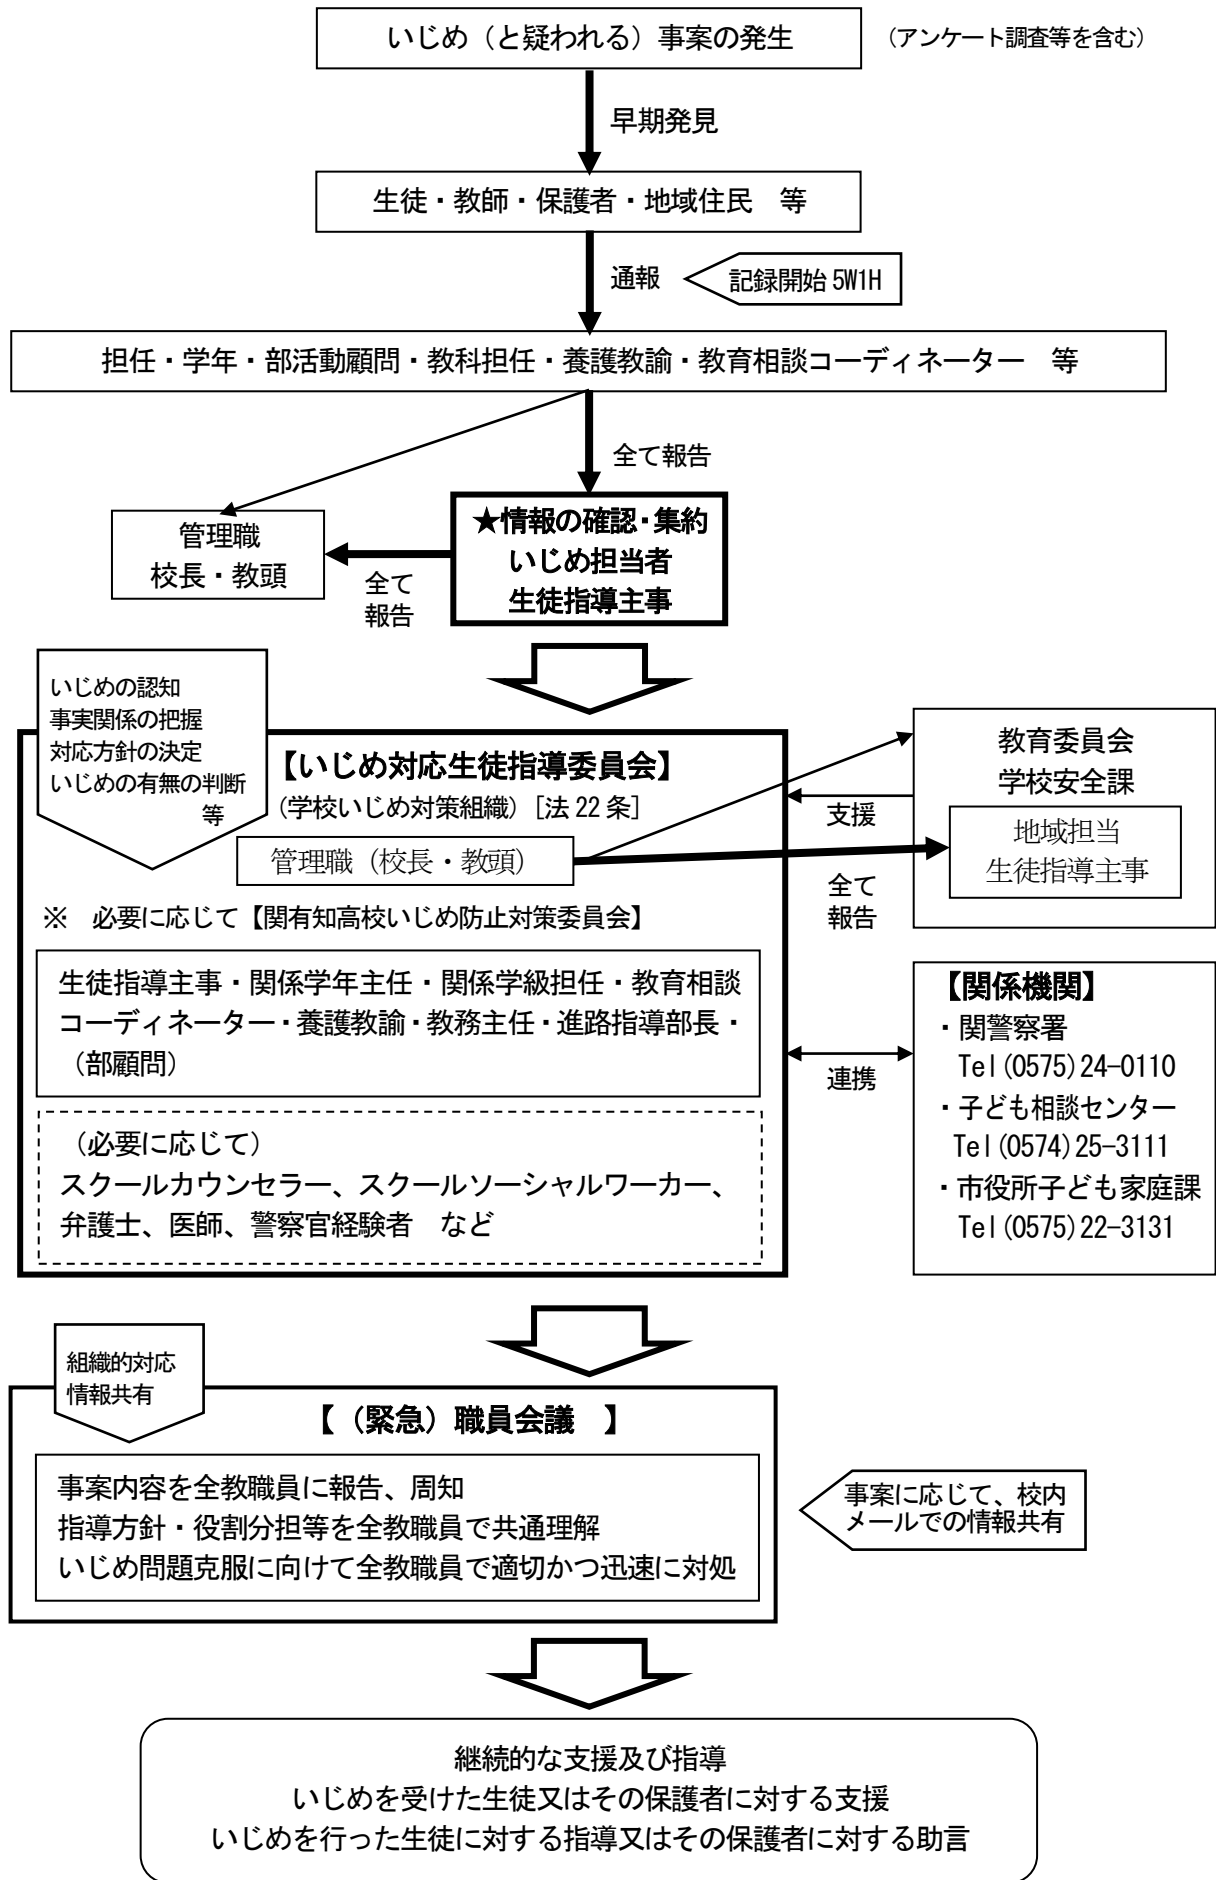 いじめ（と疑われる）事案の発生
（アンケート調査等を含む）
早期発見
生徒・教師・保護者・地域住民　等
通報
記録開始 5W1H
担任・学年・部活動顧問・教科担任・養護教諭・教育相談コーディネーター　等
全て報告
★情報の確認・集約
いじめ担当者
生徒指導主事
管理職
校長・教頭
全て
報告
いじめの認知
事実関係の把握
対応方針の決定
いじめの有無の判断
等
【いじめ対応生徒指導委員会】
（学校いじめ対策組織）［法 22 条］
管理職（校長・教頭）
※　必要に応じて【関有知高校いじめ防止対策委員会】
生徒指導主事・関係学年主任・関係学級担任・教育相談
コーディネーター・養護教諭・教務主任・進路指導部長・
（部顧問）
（必要に応じて）
スクールカウンセラー、スクールソーシャルワーカー、
弁護士、医師、警察官経験者　など
教育委員会
学校安全課
地域担当
生徒指導主事
支援
全て
報告
【関係機関】
・関警察署
Tel(0575)24-0110
・子ども相談センター
Tel(0574)25-3111
・市役所子ども家庭課
Tel(0575)22-3131
連携
組織的対応
情報共有
【（緊急）職員会議　】
事案内容を全教職員に報告、周知
指導方針・役割分担等を全教職員で共通理解
いじめ問題克服に向けて全教職員で適切かつ迅速に対処
事案に応じて、校内
メールでの情報共有
継続的な支援及び指導
いじめを受けた生徒又はその保護者に対する支援
いじめを行った生徒に対する指導又はその保護者に対する助言